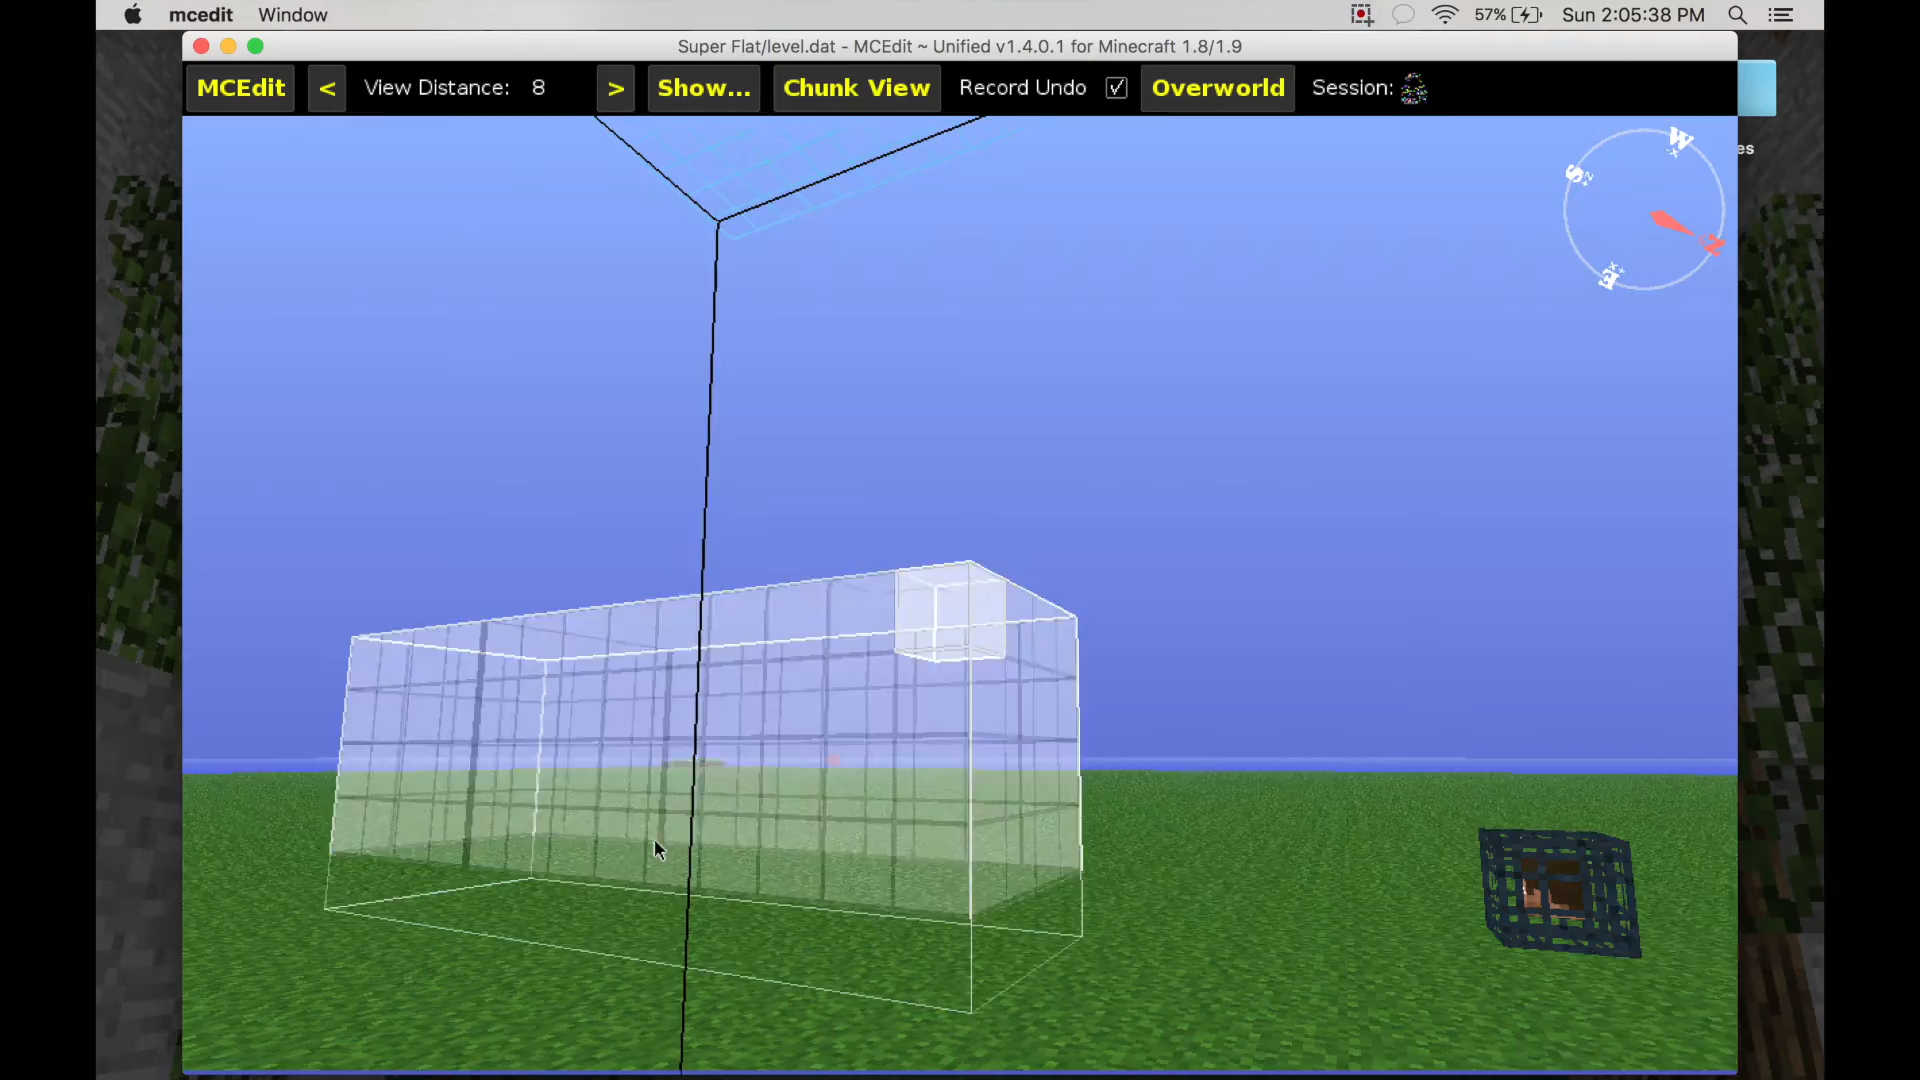 mcedit Window 57% Sun 2:05:38 PM
Super Flat/level.dat - MCEdit ~ Unified v1.4.0.1 for Minecraft 1.8/1.9
MCEdit < View Distance: 8 > Show... Chunk View Record Undo Overworld Session:
W
-X
S
+Z
es
-Z
+X
E